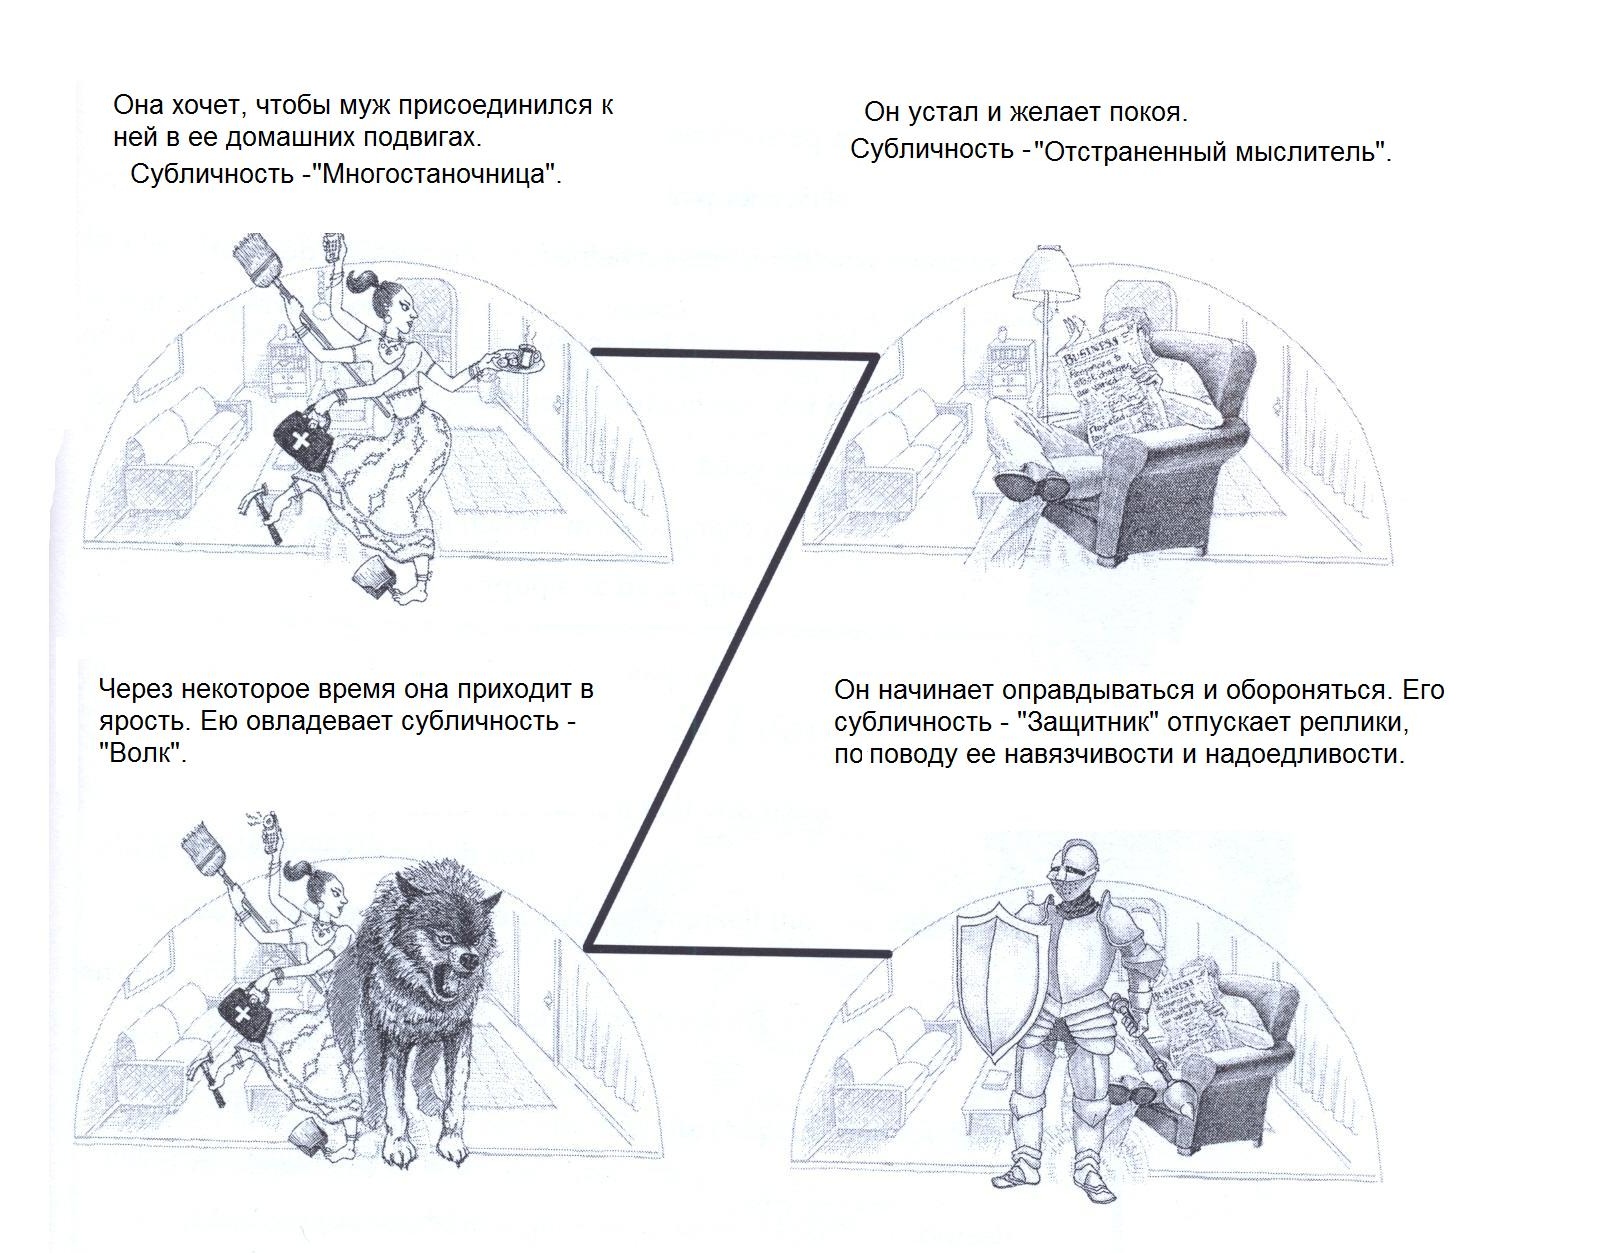 Она хочет, чтобы муж присоединился к
ней в ее домашних подвигах.
Субличность -"Многостаночница".
Он устал и желает покоя.
Субличность -"Отстраненный мыслитель".
BUSINESS
Через некоторое время она приходит в
ярость. Ею овладевает субличность -
"Волк".
Он начинает оправдываться и обороняться. Его
субличность - "Защитник" отпускает реплики,
по поводу ее навязчивости и надоедливости.
BUSINESS